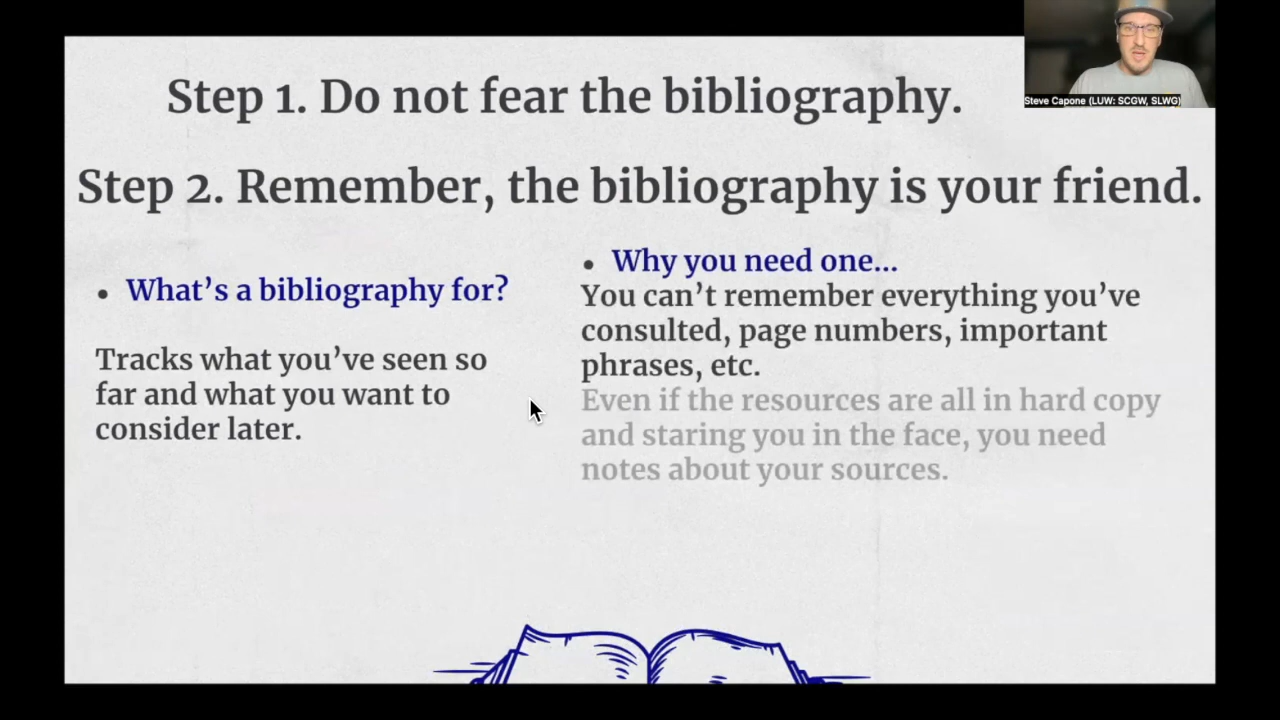 Step 1. Do not fear the bibliography.
Steve Capone (LUW: SCGW, SLWG)
Step 2. Remember, the bibliography is your friend.
• What’s a bibliography for?
Tracks what you’ve seen so
far and what you want to
consider later.
• Why you need one...
You can’t remember everything you’ve
consulted, page numbers, important
phrases, etc.
Even if the resources are all in hard copy
and staring you in the face, you need
notes about your sources.